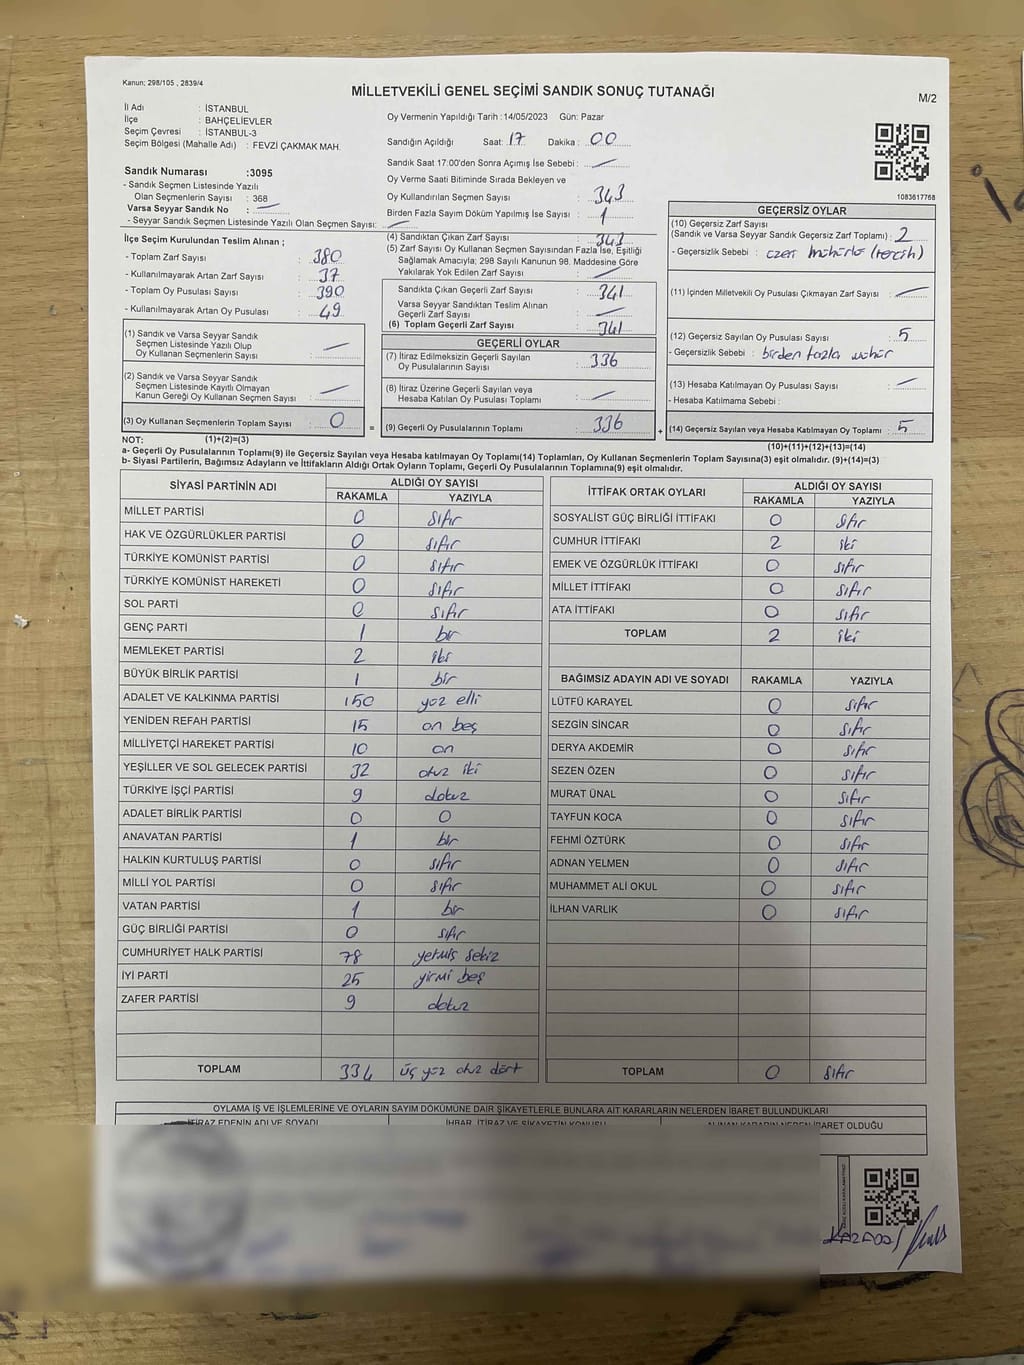 Kanun; 298/105 , 2839/4
MİLLETVEKİLİ GENEL SEÇİMİ SANDIK SONUÇ TUTANAĞI
M/2
İl Adı : İSTANBUL
İlçe : BAHÇELİEVLER
Seçim Çevresi : İSTANBUL-3
Seçim Bölgesi (Mahalle Adı) : FEVZİ ÇAKMAK MAH.
Oy Vermenin Yapıldığı Tarih : 14/05/2023 Gün: Pazar
Sandığın Açıldığı Saat: 17 Dakika : 00
Sandık Saat 17:00'den Sonra Açılmış İse Sebebi :
Oy Verme Saati Bitiminde Sırada Bekleyen ve
Oy Kullandırılan Seçmen Sayısı : 343
Birden Fazla Sayım Döküm Yapılmış İse Sayısı : 1
1083617768
Sandık Numarası :3095
- Sandık Seçmen Listesinde Yazılı
Olan Seçmenlerin Sayısı : 368
Varsa Seyyar Sandık No :
- Seyyar Sandık Seçmen Listesinde Yazılı Olan Seçmen Sayısı:
İlçe Seçim Kurulundan Teslim Alınan ;
- Toplam Zarf Sayısı : 380
- Kullanılmayarak Artan Zarf Sayısı : 37
- Toplam Oy Pusulası Sayısı : 390
- Kullanılmayarak Artan Oy Pusulası : 49
(4) Sandıktan Çıkan Zarf Sayısı : 343
(5) Zarf Sayısı Oy Kullanan Seçmen Sayısından Fazla İse, Eşitliği
Sağlamak Amacıyla; 298 Sayılı Kanunun 98. Maddesine Göre
Yakılarak Yok Edilen Zarf Sayısı :
Sandıkta Çıkan Geçerli Zarf Sayısı : 341
Varsa Seyyar Sandıktan Teslim Alınan
Geçerli Zarf Sayısı :
(6) Toplam Geçerli Zarf Sayısı : 341
GEÇERSİZ OYLAR
(10) Geçersiz Zarf Sayısı
(Sandık ve Varsa Seyyar Sandık Geçersiz Zarf Toplamı) : 2
- Geçersizlik Sebebi : üzeri mühürlü (tercih)
(11) İçinden Milletvekili Oy Pusulası Çıkmayan Zarf Sayısı :
(12) Geçersiz Sayılan Oy Pusulası Sayısı : 5
- Geçersizlik Sebebi : birden fazla mühür
(13) Hesaba Katılmayan Oy Pusulası Sayısı :
- Hesaba Katılmama Sebebi :
(14) Geçersiz Sayılan veya Hesaba Katılmayan Oy Toplamı : 5
(1) Sandık ve Varsa Seyyar Sandık
Seçmen Listesinde Yazılı Olup
Oy Kullanan Seçmenlerin Sayısı :
(2) Sandık ve Varsa Seyyar Sandık
Seçmen Listesinde Kayıtlı Olmayan
Kanun Gereği Oy Kullanan Seçmen Sayısı :
(3) Oy Kullanan Seçmenlerin Toplam Sayısı : 0
=
GEÇERLİ OYLAR
(7) İtiraz Edilmeksizin Geçerli Sayılan
Oy Pusulalarının Sayısı : 336
(8) İtiraz Üzerine Geçerli Sayılan veya
Hesaba Katılan Oy Pusulası Toplamı :
(9) Geçerli Oy Pusulalarının Toplamı : 336
+
NOT: (1)+(2)=(3)
(10)+(11)+(12)+(13)=(14)
a- Geçerli Oy Pusulalarının Toplamı(9) ile Geçersiz Sayılan veya Hesaba katılmayan Oy Toplamı(14) Toplamları, Oy Kullanan Seçmenlerin Toplam Sayısına(3) eşit olmalıdır. (9)+(14)=(3)
b- Siyasi Partilerin, Bağımsız Adayların ve İttifakların Aldığı Ortak Oyların Toplamı, Geçerli Oy Pusulalarının Toplamına(9) eşit olmalıdır.
SİYASİ PARTİNİN ADI ALDIĞI OY SAYISI
RAKAMLA YAZIYLA
MİLLET PARTİSİ 0 sıfır
HAK VE ÖZGÜRLÜKLER PARTİSİ 0 sıfır
TÜRKİYE KOMÜNİST PARTİSİ 0 sıfır
TÜRKİYE KOMÜNİST HAREKETİ 0 sıfır
SOL PARTİ 0 sıfır
GENÇ PARTİ 1 bir
MEMLEKET PARTİSİ 2 iki
BÜYÜK BİRLİK PARTİSİ 1 bir
ADALET VE KALKINMA PARTİSİ 150 yüz elli
YENİDEN REFAH PARTİSİ 15 on beş
MİLLİYETÇİ HAREKET PARTİSİ 10 on
YEŞİLLER VE SOL GELECEK PARTİSİ 32 otuz iki
TÜRKİYE İŞÇİ PARTİSİ 9 dokuz
ADALET BİRLİK PARTİSİ 0 0
ANAVATAN PARTİSİ 1 bir
HALKIN KURTULUŞ PARTİSİ 0 sıfır
MİLLİ YOL PARTİSİ 0 sıfır
VATAN PARTİSİ 1 bir
GÜÇ BİRLİĞİ PARTİSİ 0 sıfır
CUMHURİYET HALK PARTİSİ 78 yetmiş sekiz
İYİ PARTİ 25 yirmi beş
ZAFER PARTİSİ 9 dokuz
TOPLAM 334 üç yüz otuz dört
İTTİFAK ORTAK OYLARI ALDIĞI OY SAYISI
RAKAMLA YAZIYLA
SOSYALİST GÜÇ BİRLİĞİ İTTİFAKI 0 sıfır
CUMHUR İTTİFAKI 2 iki
EMEK VE ÖZGÜRLÜK İTTİFAKI 0 sıfır
MİLLET İTTİFAKI 0 sıfır
ATA İTTİFAKI 0 sıfır
TOPLAM 2 iki
BAĞIMSIZ ADAYIN ADI VE SOYADI RAKAMLA YAZIYLA
LÜTFÜ KARAYEL 0 sıfır
SEZGİN SİNCAR 0 sıfır
DERYA AKDEMİR 0 sıfır
SEZEN ÖZEN 0 sıfır
MURAT ÜNAL 0 sıfır
TAYFUN KOCA 0 sıfır
FEHMİ ÖZTÜRK 0 sıfır
ADNAN YELMEN 0 sıfır
MUHAMMET ALİ OKUL 0 sıfır
İLHAN VARLIK 0 sıfır
TOPLAM 0 sıfır
OYLAMA İŞ VE İŞLEMLERİNE VE OYLARIN SAYIM DÖKÜMÜNE DAİR ŞİKAYETLERLE BUNLARA AİT KARARLARIN NELERDEN İBARET BULUNDUKLARI
İTİRAZ EDENİN ADI VE SOYADI İHBAR, İTİRAZ VE ŞİKAYETİN KONUSU ALINAN KARARIN NEDEN İBARET OLDUĞU